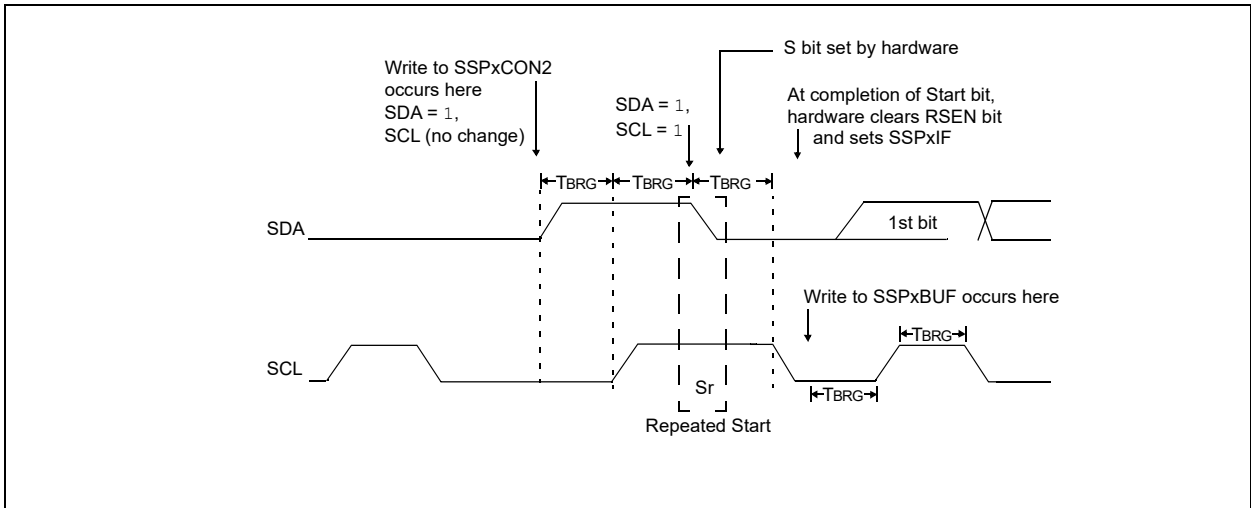 S bit set by hardware
Write to SSPxCON2
occurs here
SDA = 1,
SCL (no change)
SDA = 1,
SCL = 1
At completion of Start bit,
hardware clears RSEN bit
and sets SSPxIF
TBRG TBRG TBRG
SDA
1st bit
Write to SSPxBUF occurs here
TBRG
SCL
Sr
TBRG
Repeated Start